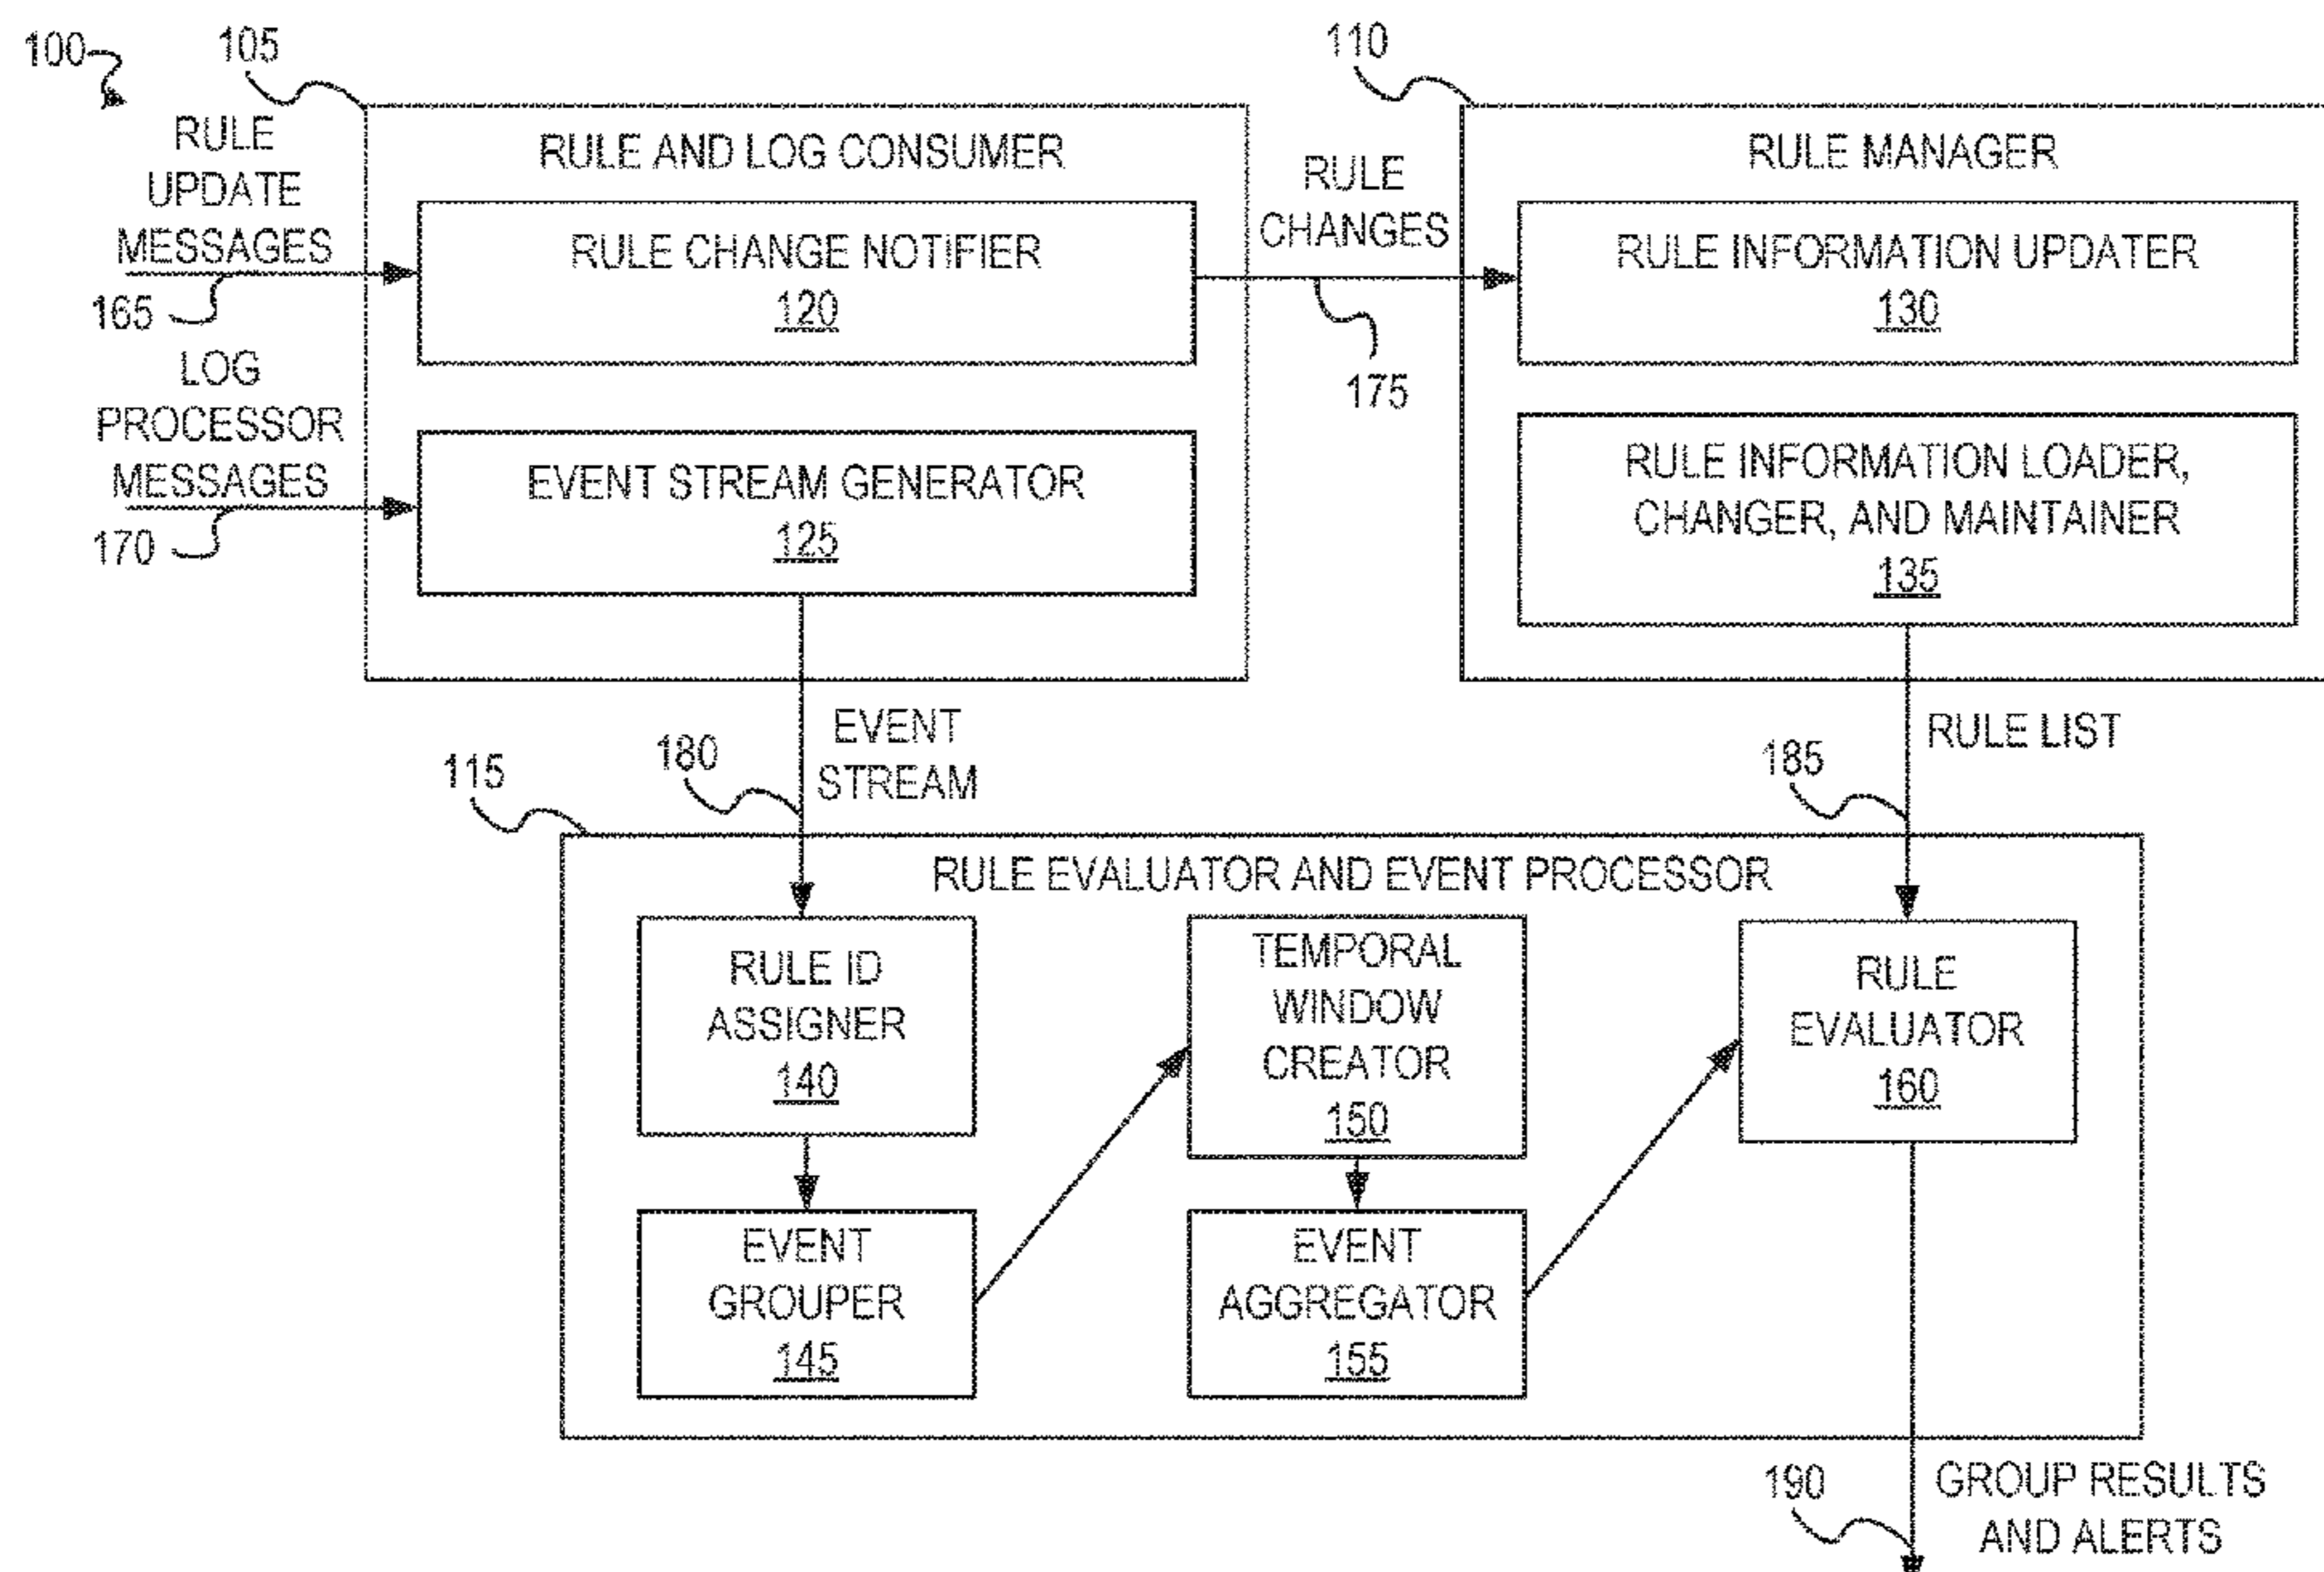 100
105
110
RULE
UPDATE
MESSAGES
165
LOG
PROCESSOR
MESSAGES
170
RULE AND LOG CONSUMER
RULE CHANGE NOTIFIER
120
EVENT STREAM GENERATOR
125
RULE
CHANGES
175
RULE MANAGER
RULE INFORMATION UPDATER
130
RULE INFORMATION LOADER,
CHANGER, AND MAINTAINER
135
115
180
EVENT
STREAM
185
RULE LIST
RULE EVALUATOR AND EVENT PROCESSOR
RULE ID
ASSIGNER
140
EVENT
GROUPER
145
TEMPORAL
WINDOW
CREATOR
150
EVENT
AGGREGATOR
155
RULE
EVALUATOR
160
190
GROUP RESULTS
AND ALERTS